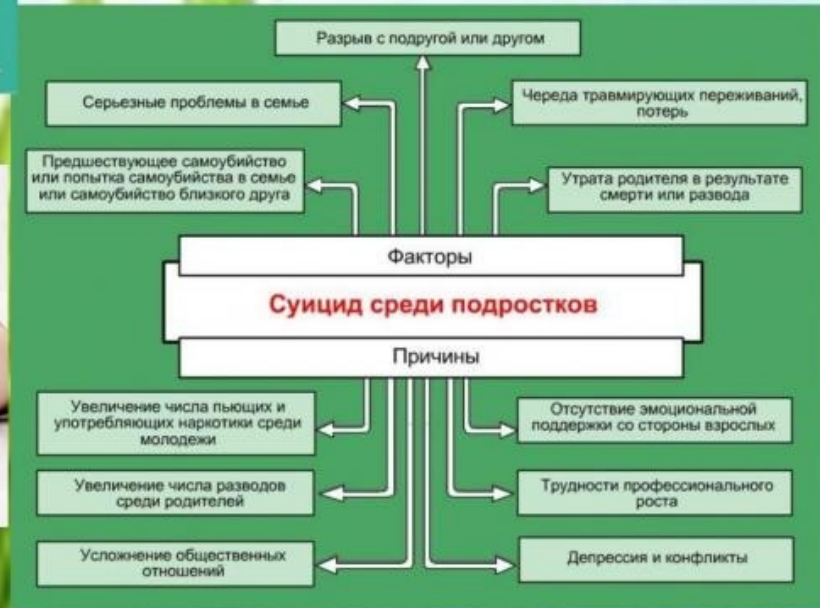 Разрыв с подругой или другом
Серьезные проблемы в семье
Череда травмирующих переживаний,
потерь
Предшествующее самоубийство
или попытка самоубийства в семье
или самоубийство близкого друга
Утрата родителя в результате
смерти или развода
Факторы
Суицид среди подростков
Причины
Увеличение числа пьющих и
употребляющих наркотики среди
молодежи
Отсутствие эмоциональной
поддержки со стороны взрослых
Увеличение числа разводов
среди родителей
Трудности профессионального
роста
Усложнение общественных
отношений
Депрессия и конфликты